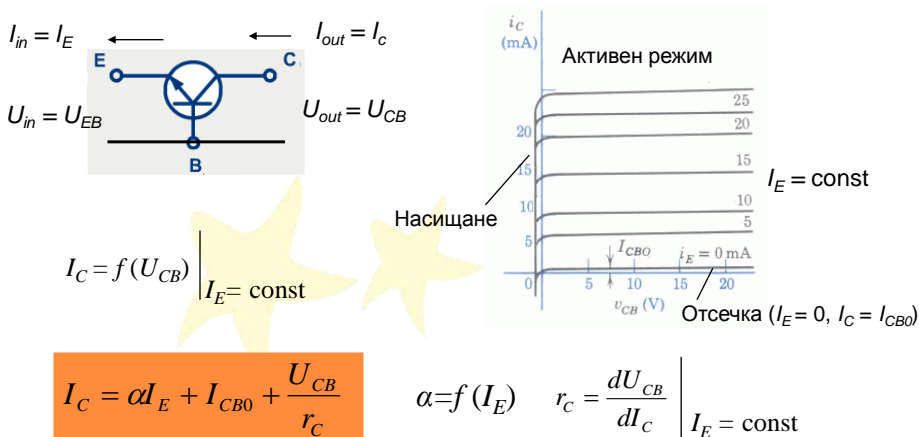 I_in = I_E
I_out = I_c
E
C
U_in = U_EB
U_out = U_CB
B
i_C
(mA)
Активен режим
25
20
20
15
15
I_E = const
10
10
Насищане
5
5
I_CBO
i_E = 0 mA
0
5
10
15
20
v_CB (V)
Отсечка (I_E = 0, I_C = I_CB0)
I_C = f(U_CB) | I_E = const
I_C = αI_E + I_CB0 + U_CB / r_C
α=f(I_E)
r_C = dU_CB / dI_C | I_E = const